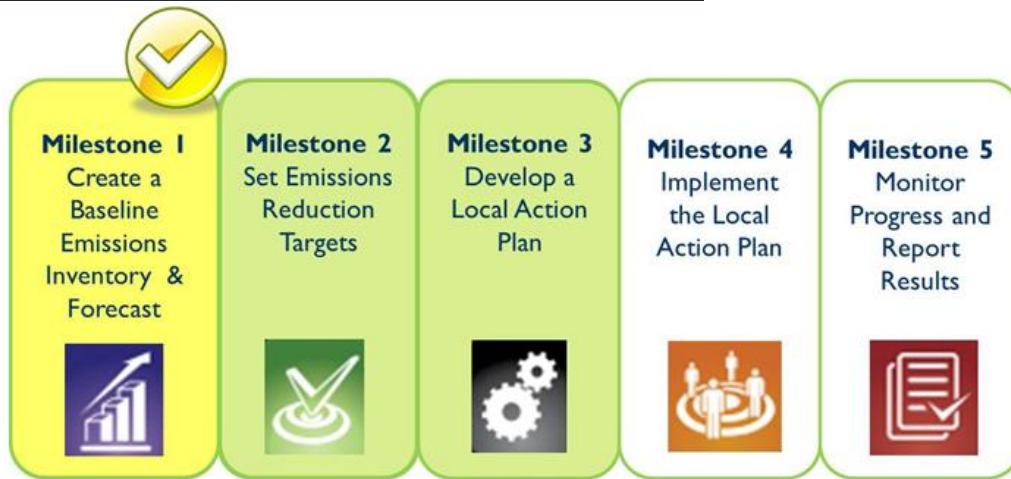 Milestone 1
Create a
Baseline
Emissions
Inventory &
Forecast
Milestone 2
Set Emissions
Reduction
Targets
Milestone 3
Develop a
Local Action
Plan
Milestone 4
Implement
the Local
Action Plan
Milestone 5
Monitor
Progress and
Report
Results